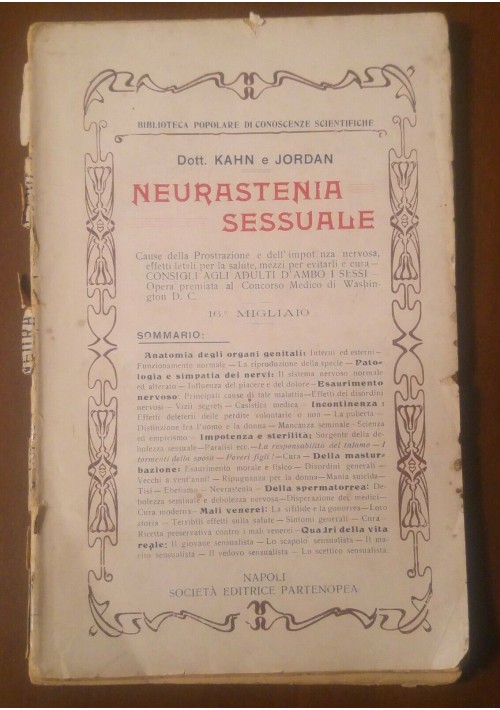 BIBLIOTECA POPOLARE DI CONOSCENZE SCIENTIFICHE
Dott. KAHN e JORDAN
NEURASTENIA
SESSUALE
Cause della Prostrazione e dell'impotenza nervosa,
effetti letali per la salute, mezzi per evitarli e cura.—
CONSIGLI AGLI ADULTI D'AMBO I SESSI —
Opera premiata al Concorso Medico di Washin-
gton D. C.
16.° MIGLIAIO
SOMMARIO:
Anatomia degli organi genitali: Interni ed esterni —
Funzionamento normale — La riproduzione della specie — Pato-
logia e simpatia dei nervi: Il sistema nervoso normale
ed alterato — Influenza del piacere e del dolore — Esaurimento
nervoso: Principali cause di tale malattia — Effetti dei disordini
nervosi — Vizii segreti — Casistica medica — Incontinenza:
Effetti deleterii delle perdite volontarie o non — La pubertà —
Distinzione fra l'uomo e la donna — Mancanza seminale — Scienza
ed empirismo — Impotenza e sterilità: Sorgente della de-
bolezza sessuale — Paralisi ecc. — La responsabilità del talamo — I
tormenti dello sposo — Poveri figli! — Cura — Della mastur-
bazione: Esaurimento morale e fisico — Disordini generali —
Vecchi a vent'anni! — Ripugnanza per la donna — Mania suicida —
Tisi — Ebetismo — Nevrastenia — Della spermatorrea: De-
bolezza seminale e debolezza nervosa — Disperazione dei medici —
Cura moderna — Mali venerei: La sifilide e la gonorrea — Loro
storia — Terribili effetti sulla salute — Sintomi generali — Cura —
Ricetta preservativa contro i mali venerei — Quadri della vita
reale: Il giovane sensualista — Lo scapolo sensualista — Il ma-
rito sensualista — Il vedovo sensualista — Lo scettico sensualista.
NAPOLI
SOCIETÀ EDITRICE PARTENOPEA